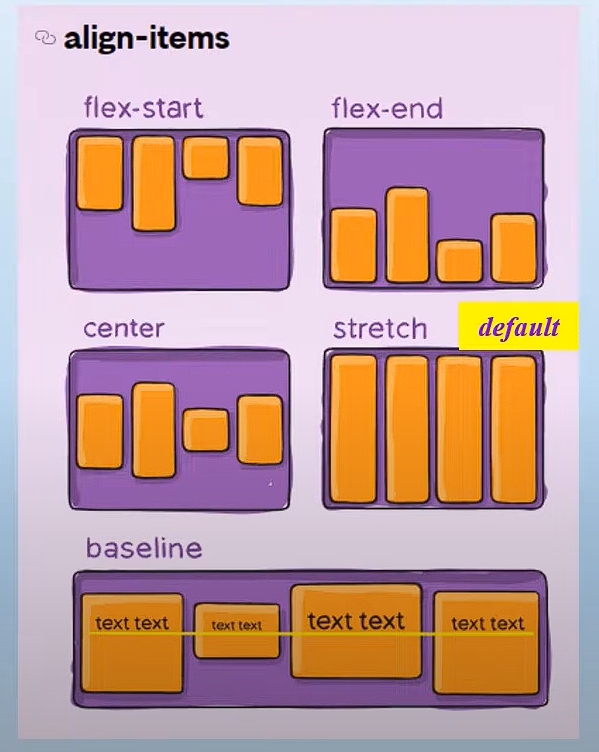 align-items
flex-start
flex-end
center
stretch
default
baseline
text text
text text
text text
text text